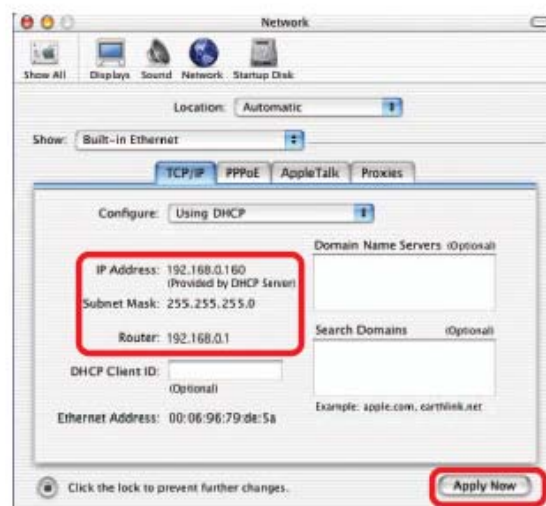 Network
Show All Displays Sound Network Startup Disk
Location: Automatic
Show: Built-in Ethernet
TCP/IP PPPoE AppleTalk Proxies
Configure: Using DHCP
Domain Name Servers (Optional)
IP Address: 192.168.0.160
(Provided by DHCP Server)
Subnet Mask: 255.255.255.0
Router: 192.168.0.1
Search Domains (Optional)
DHCP Client ID:
(Optional)
Example: apple.com, earthlink.net
Ethernet Address: 00:06:96:79:de:5a
Click the lock to prevent further changes.
Apply Now